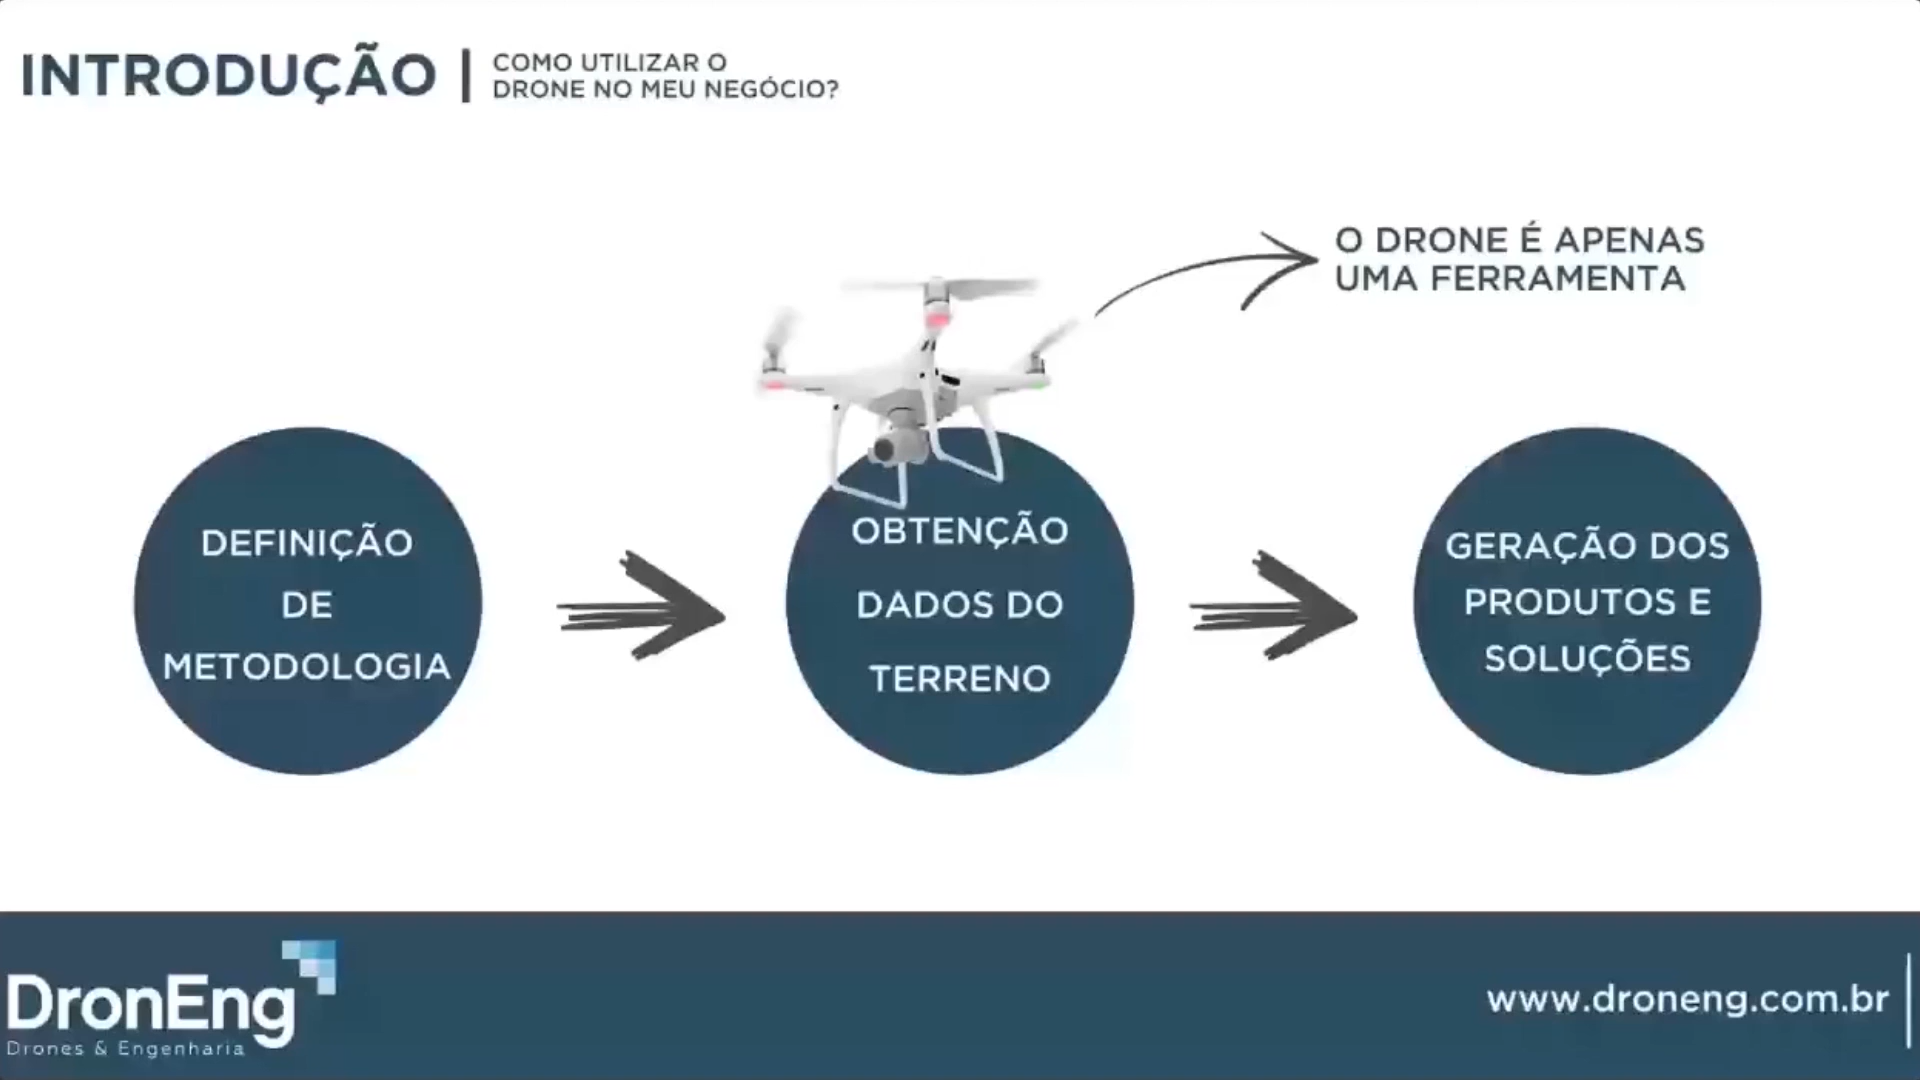 INTRODUÇÃO
COMO UTILIZAR O
DRONE NO MEU NEGÓCIO?
O DRONE É APENAS
UMA FERRAMENTA
DEFINIÇÃO
DE
METODOLOGIA
OBTENÇÃO
DADOS DO
TERRENO
GERAÇÃO DOS
PRODUTOS E
SOLUÇÕES
DronEng
Drones & Engenharia
www.droneng.com.br